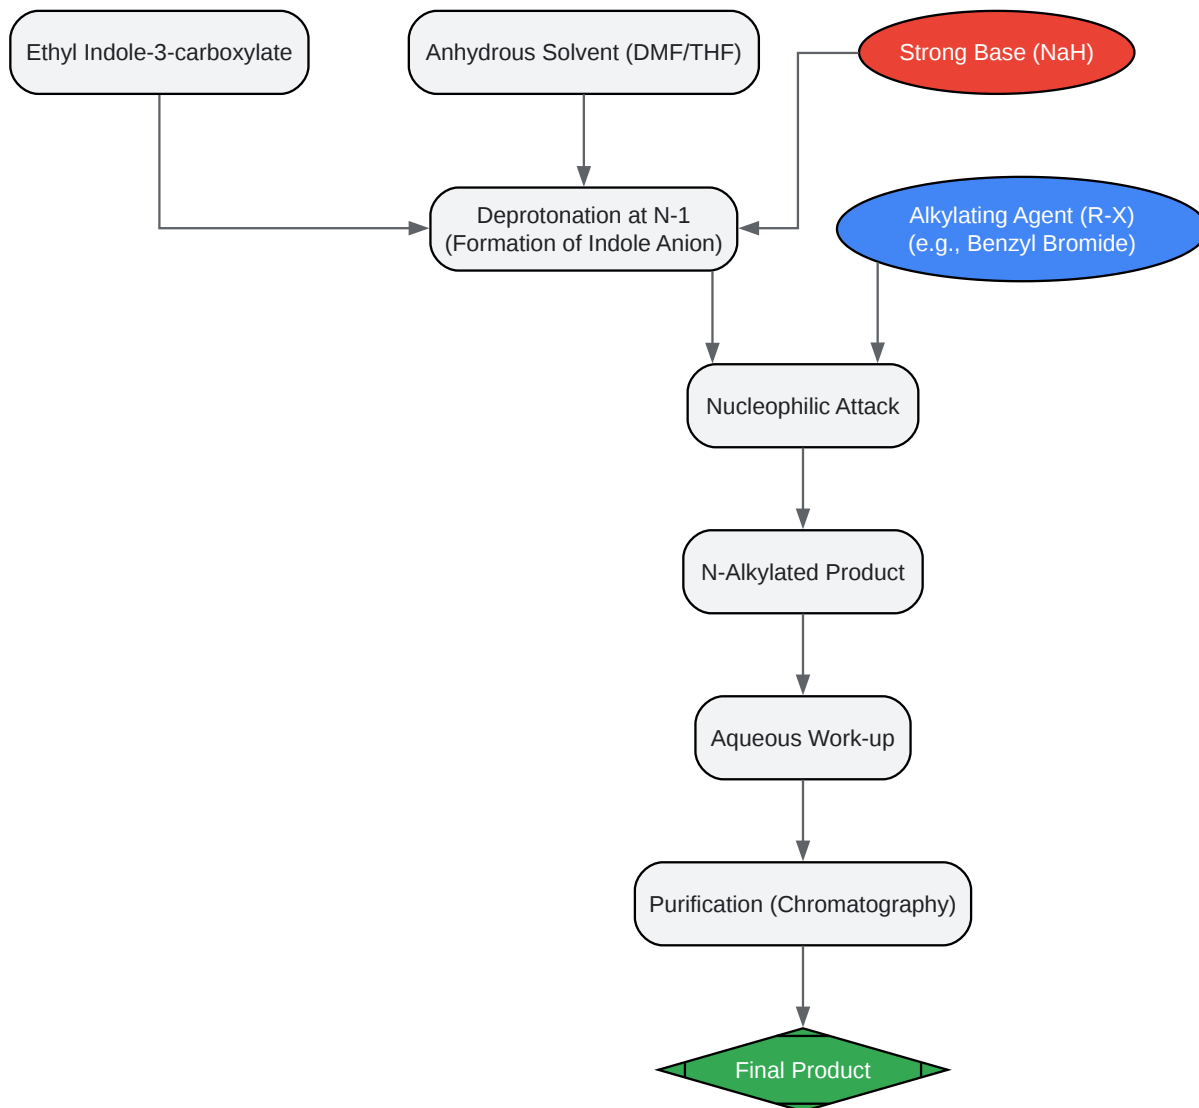 Ethyl Indole-3-carboxylate
Anhydrous Solvent (DMF/THF)
Strong Base (NaH)
Deprotonation at N-1
(Formation of Indole Anion)
Alkylating Agent (R-X)
(e.g., Benzyl Bromide)
Nucleophilic Attack
N-Alkylated Product
Aqueous Work-up
Purification (Chromatography)
Final Product